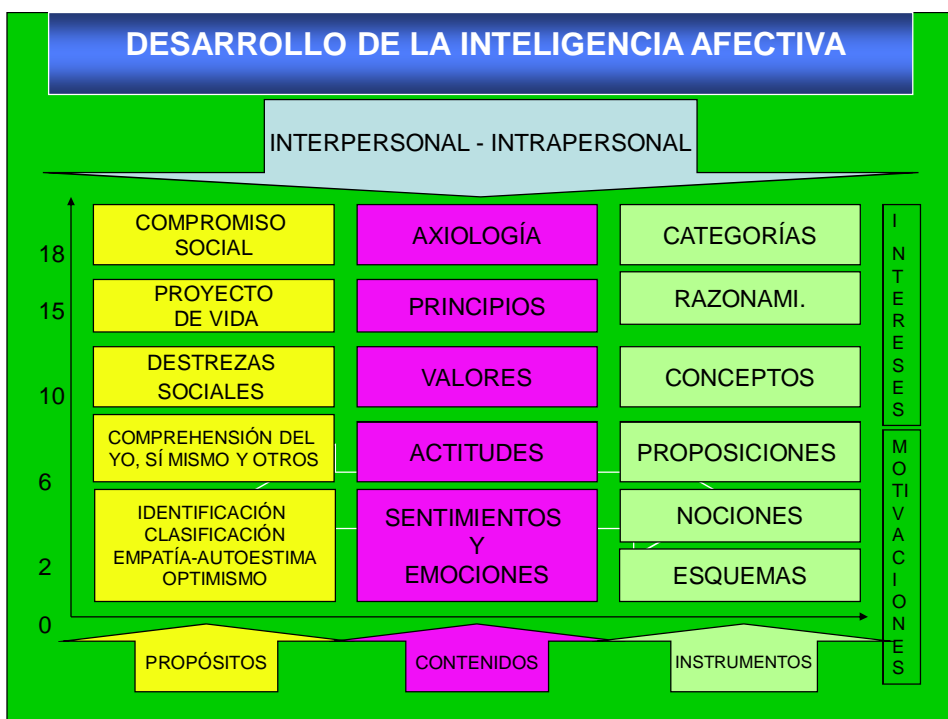 DESARROLLO DE LA INTELIGENCIA AFECTIVA
INTERPERSONAL - INTRAPERSONAL
18
COMPROMISO
SOCIAL
AXIOLOGÍA
CATEGORÍAS
15
PROYECTO
DE VIDA
PRINCIPIOS
RAZONAMI.
10
DESTREZAS
SOCIALES
VALORES
CONCEPTOS
6
COMPREHENSIÓN DEL
YO, SÍ MISMO Y OTROS
ACTITUDES
PROPOSICIONES
2
IDENTIFICACIÓN
CLASIFICACIÓN
EMPATÍA-AUTOESTIMA
OPTIMISMO
SENTIMIENTOS
Y
EMOCIONES
NOCIONES
ESQUEMAS
0
I NTERESES
MOTIVACIONES
PROPÓSITOS
CONTENIDOS
INSTRUMENTOS